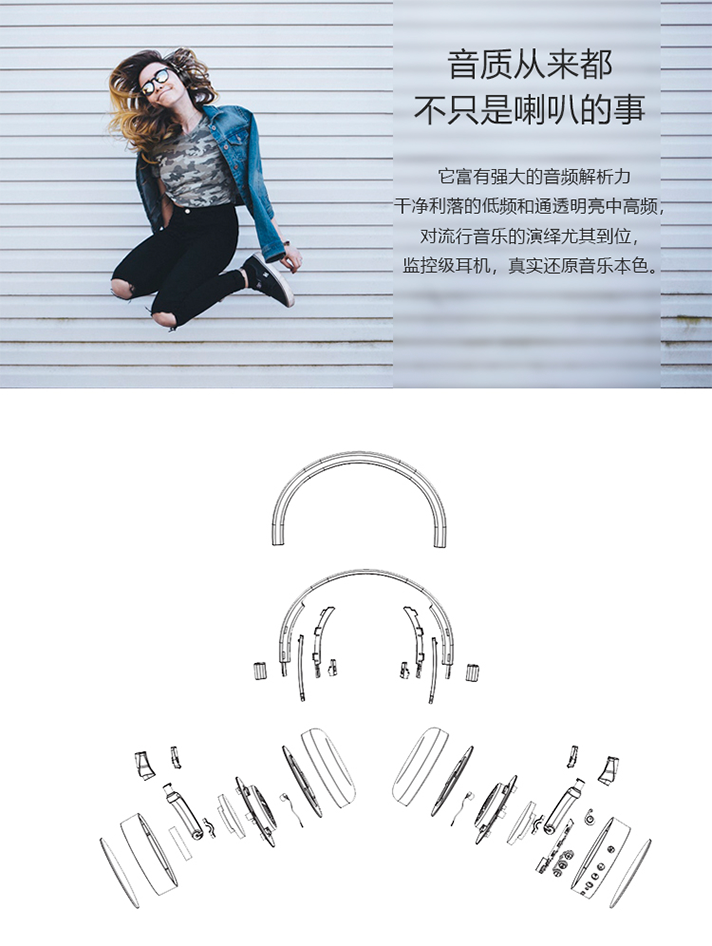 音质从来都
不只是喇叭的事
它富有强大的音频解析力
干净利落的低频和通透明亮中高频，
对流行音乐的演绎尤其到位，
监控级耳机，真实还原音乐本色。